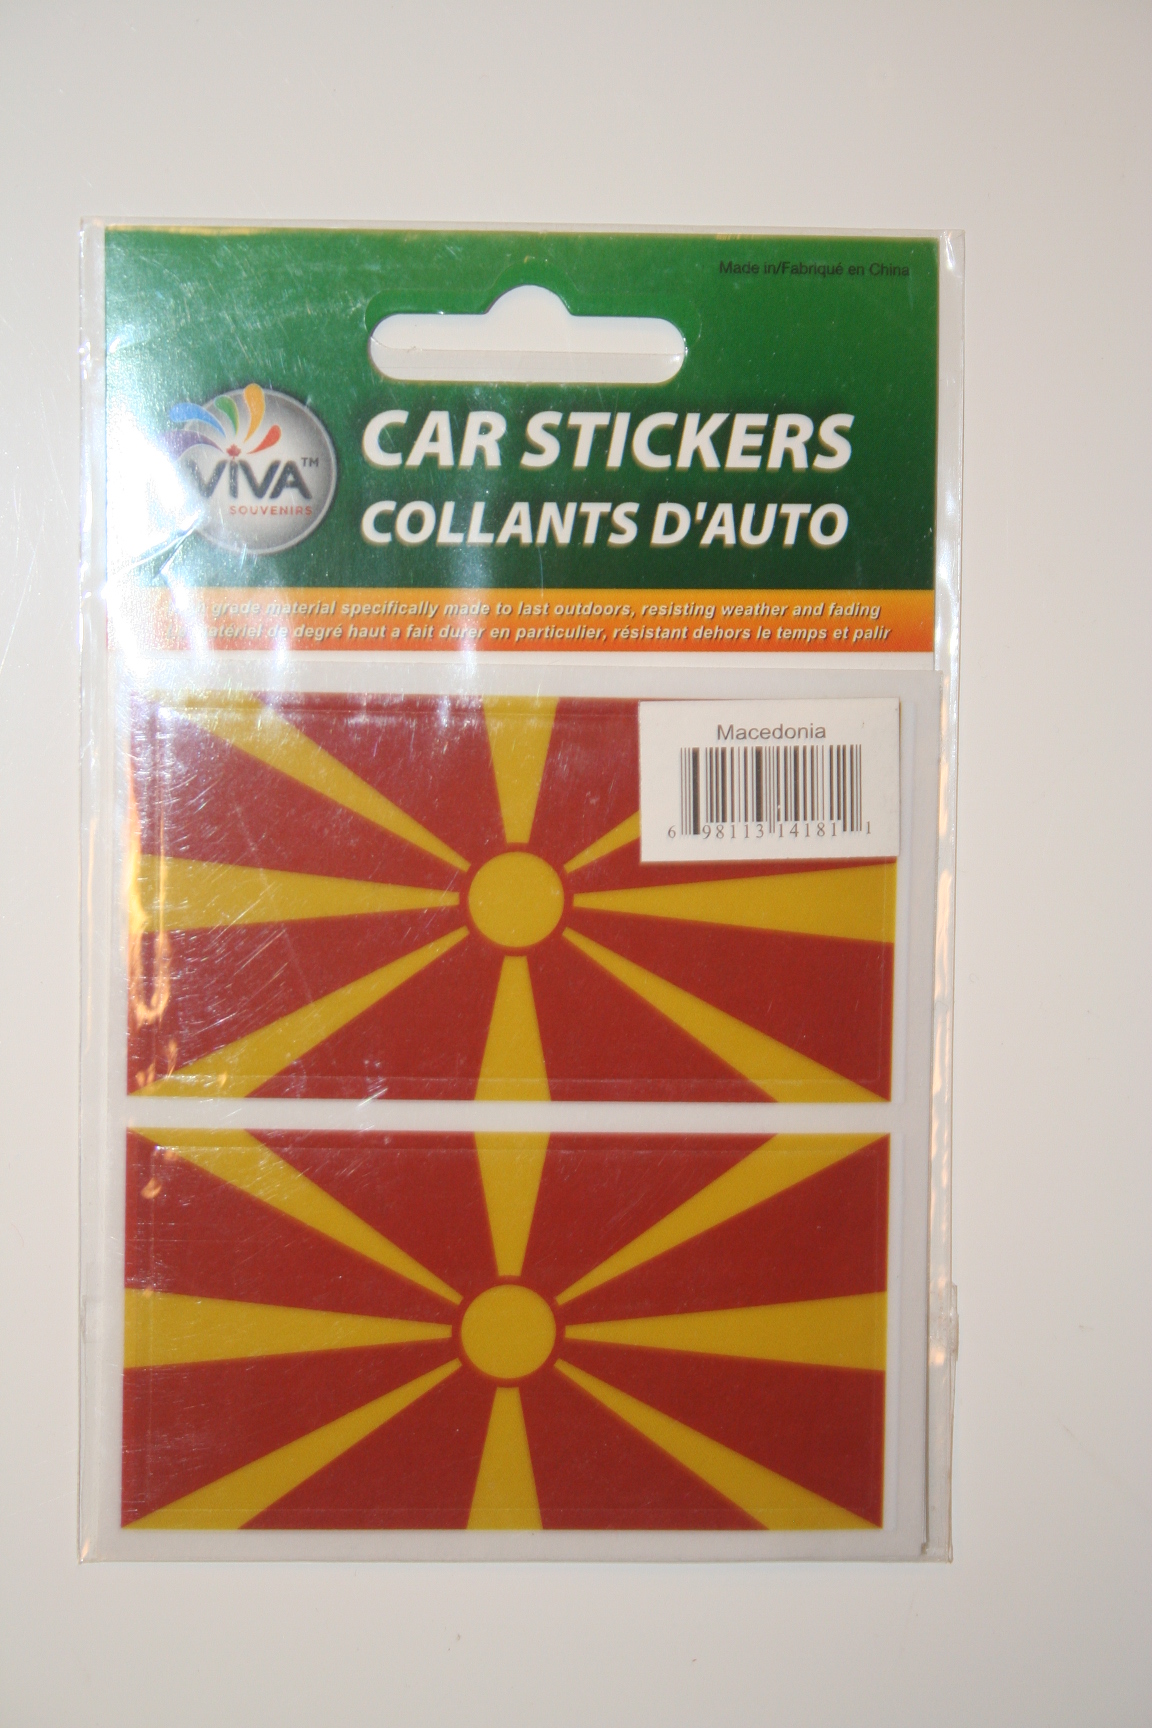 Made in/Fabriqué en China
VIVA™
SOUVENIRS
CAR STICKERS
COLLANTS D'AUTO
grade material specifically made to last outdoors, resisting weather and fading
matériel de degré haut a fait durer en particulier, résistant dehors le temps et palir
Macedonia
6 98113 14181 1